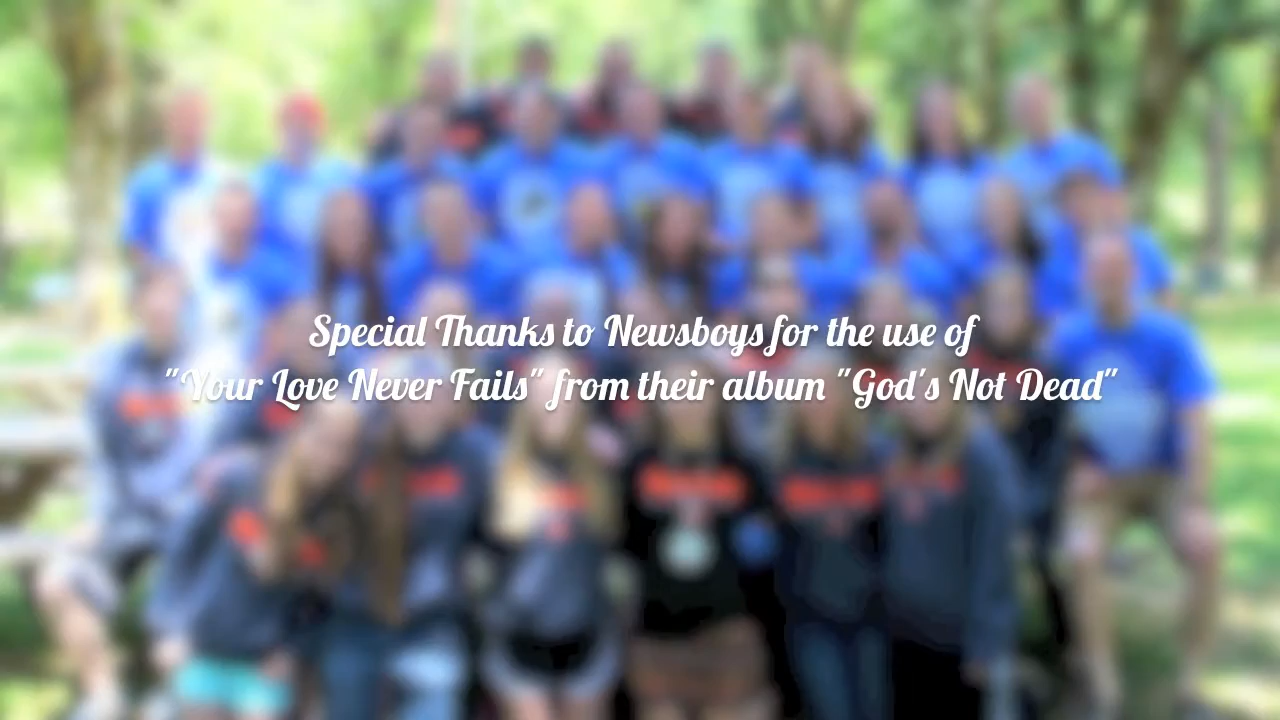 Special Thanks to Newsboys for the use of
"Your Love Never Fails" from their album "God's Not Dead"